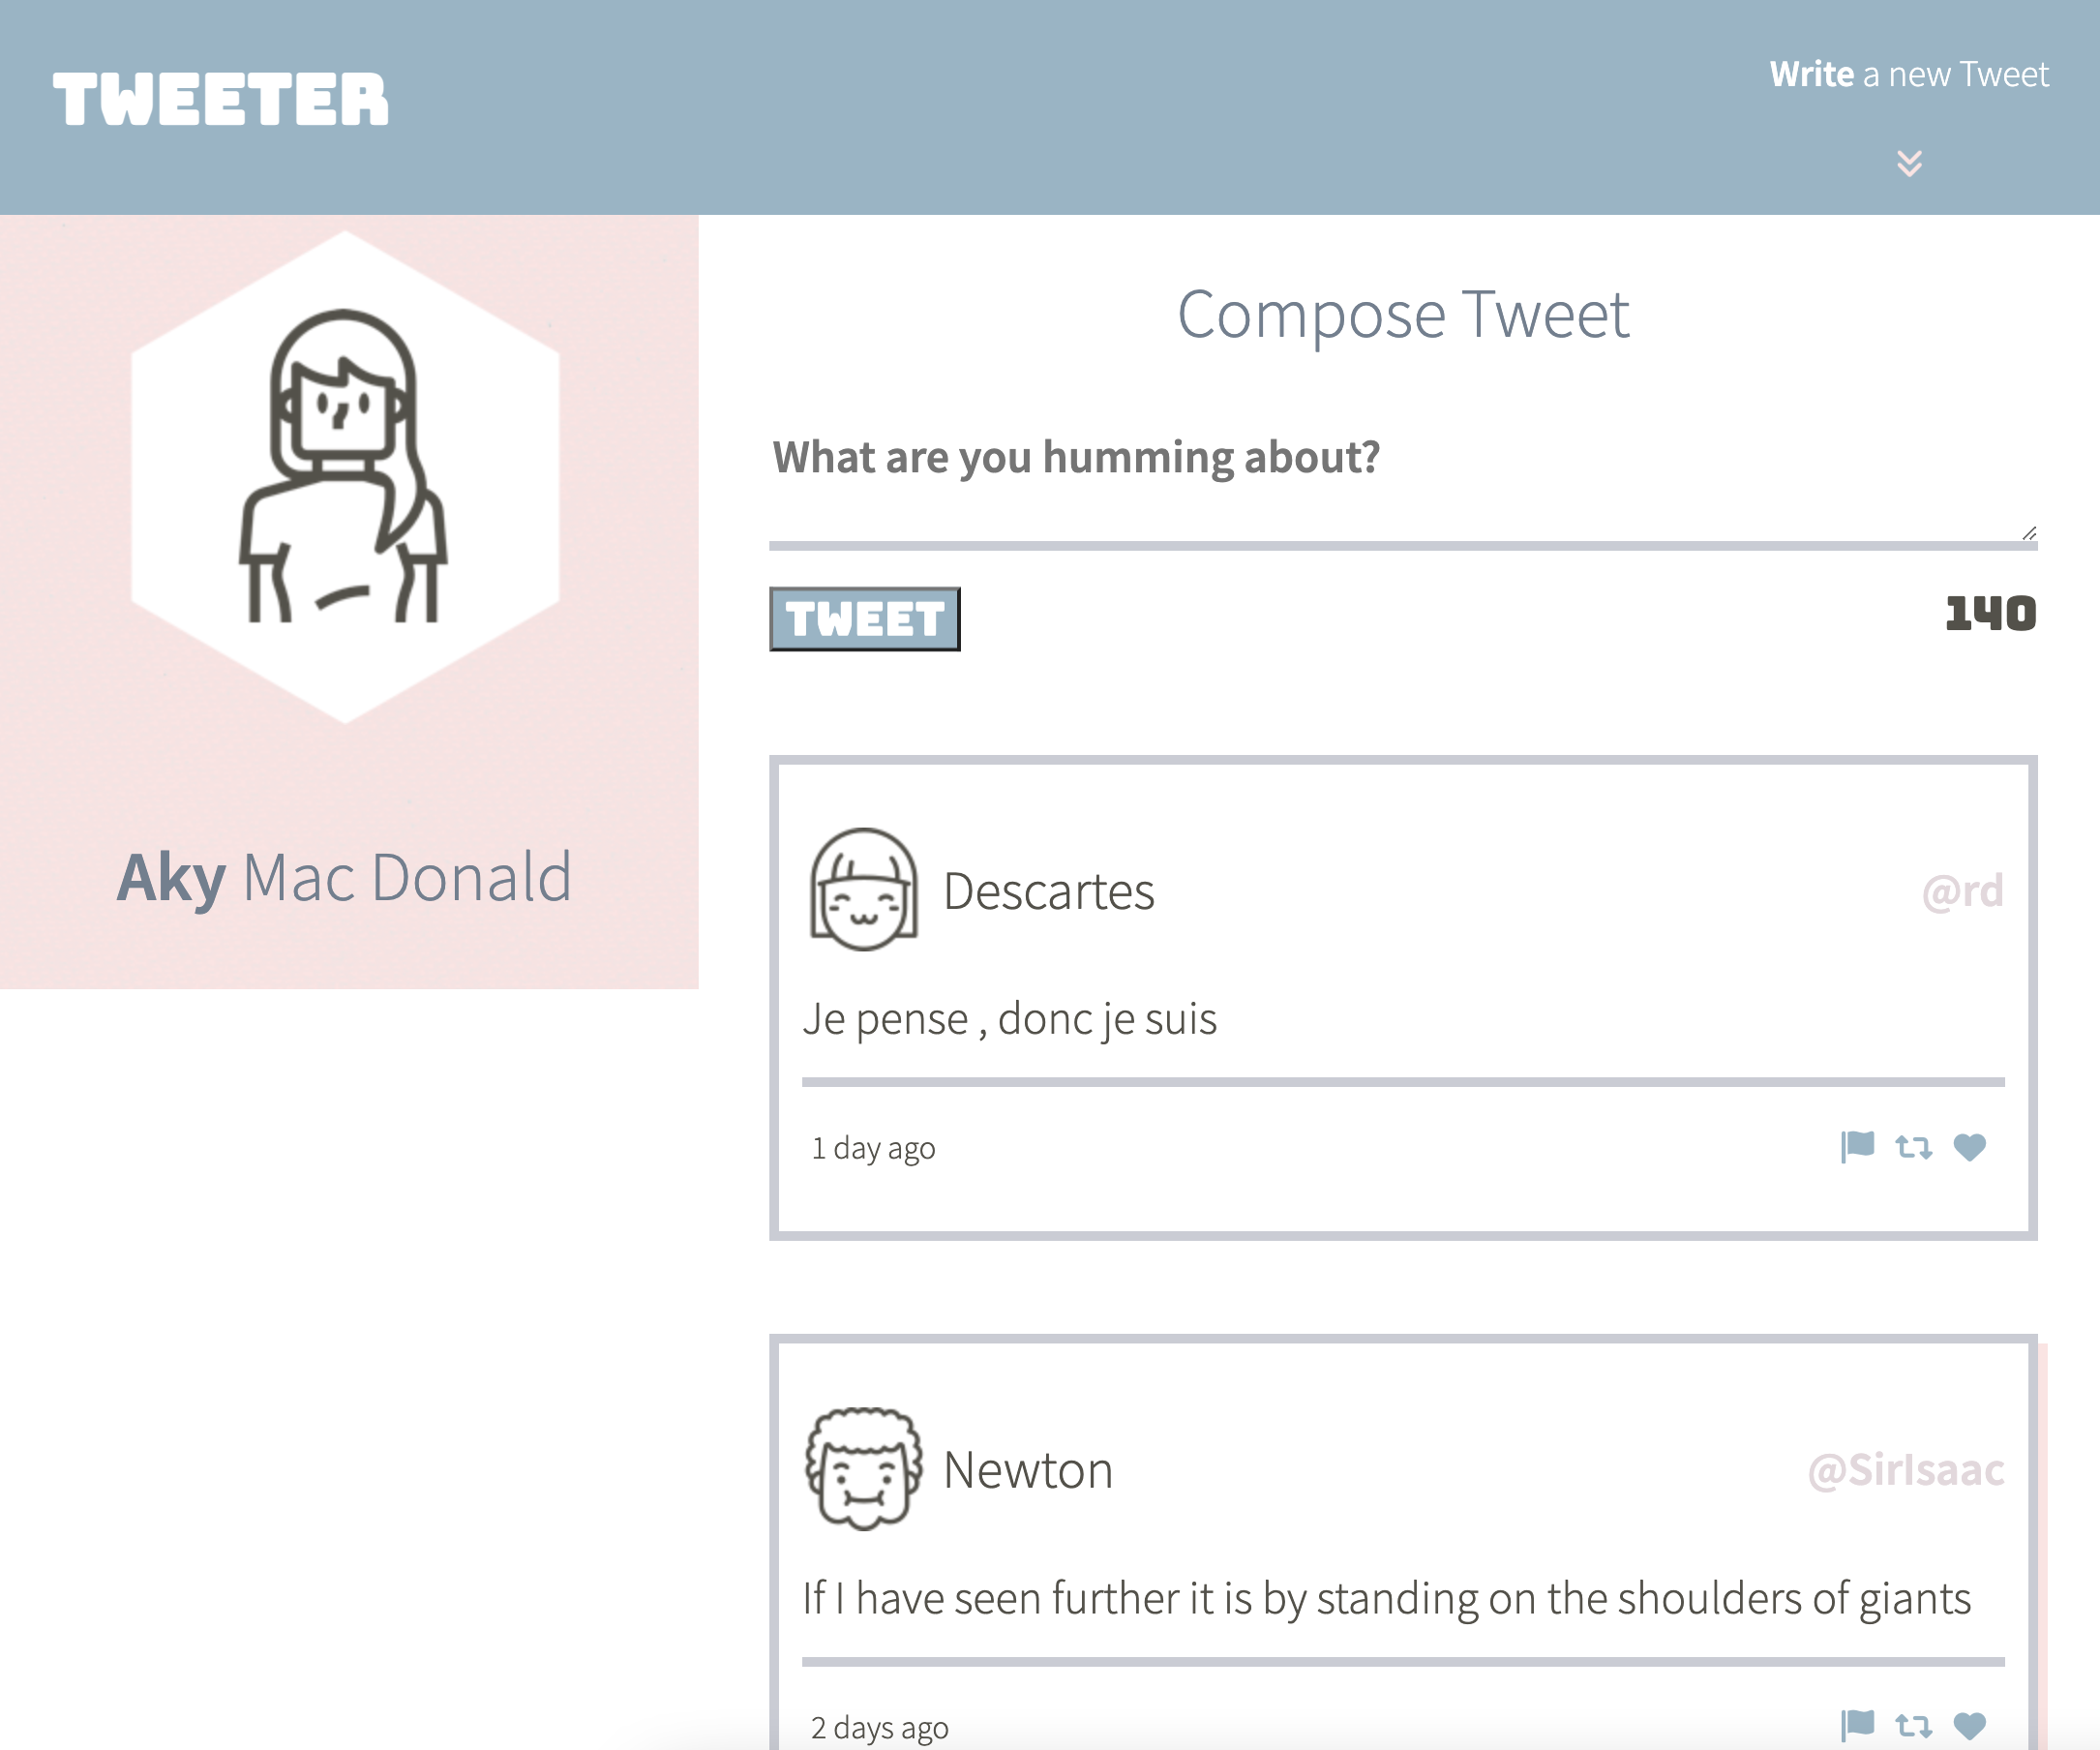 TWEETER
Write a new Tweet
Aky Mac Donald
Compose Tweet
What are you humming about?
TWEET
140
Descartes
@rd
Je pense , donc je suis
1 day ago
Newton
@SirIsaac
If I have seen further it is by standing on the shoulders of giants
2 days ago